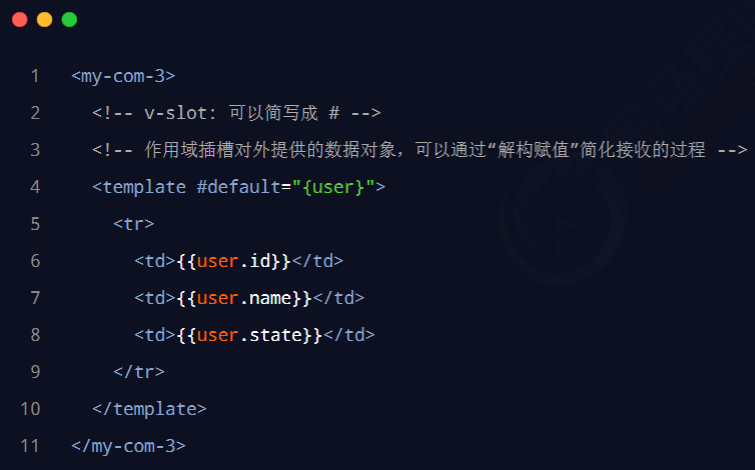 1 <my-com-3>
2 <!-- v-slot: 可以简写成 # -->
3 <!-- 作用域插槽对外提供的数据对象，可以通过“解构赋值”简化接收的过程 -->
4 <template #default="{user}">
5 <tr>
6 <td>{{user.id}}</td>
7 <td>{{user.name}}</td>
8 <td>{{user.state}}</td>
9 </tr>
10 </template>
11 </my-com-3>